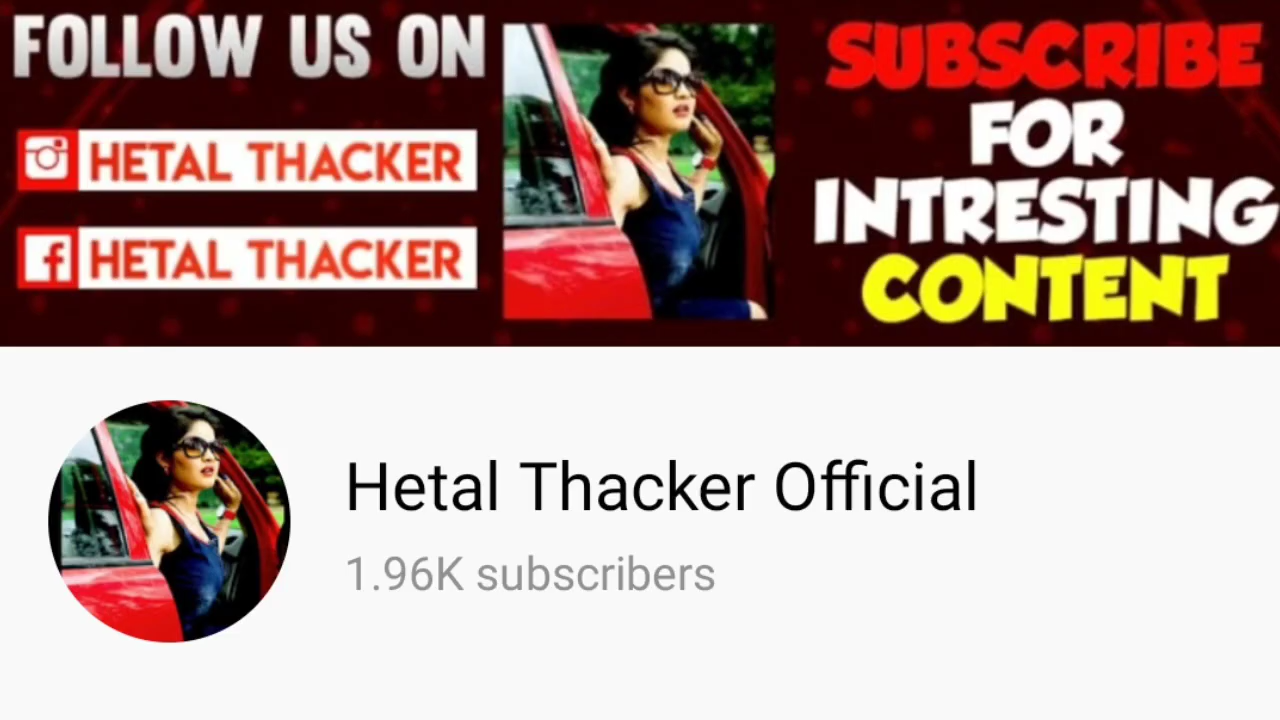 FOLLOW US ON
HETAL THACKER
HETAL THACKER
SUBSCRIBE
FOR
INTRESTING
CONTENT
Hetal Thacker Official
1.96K subscribers